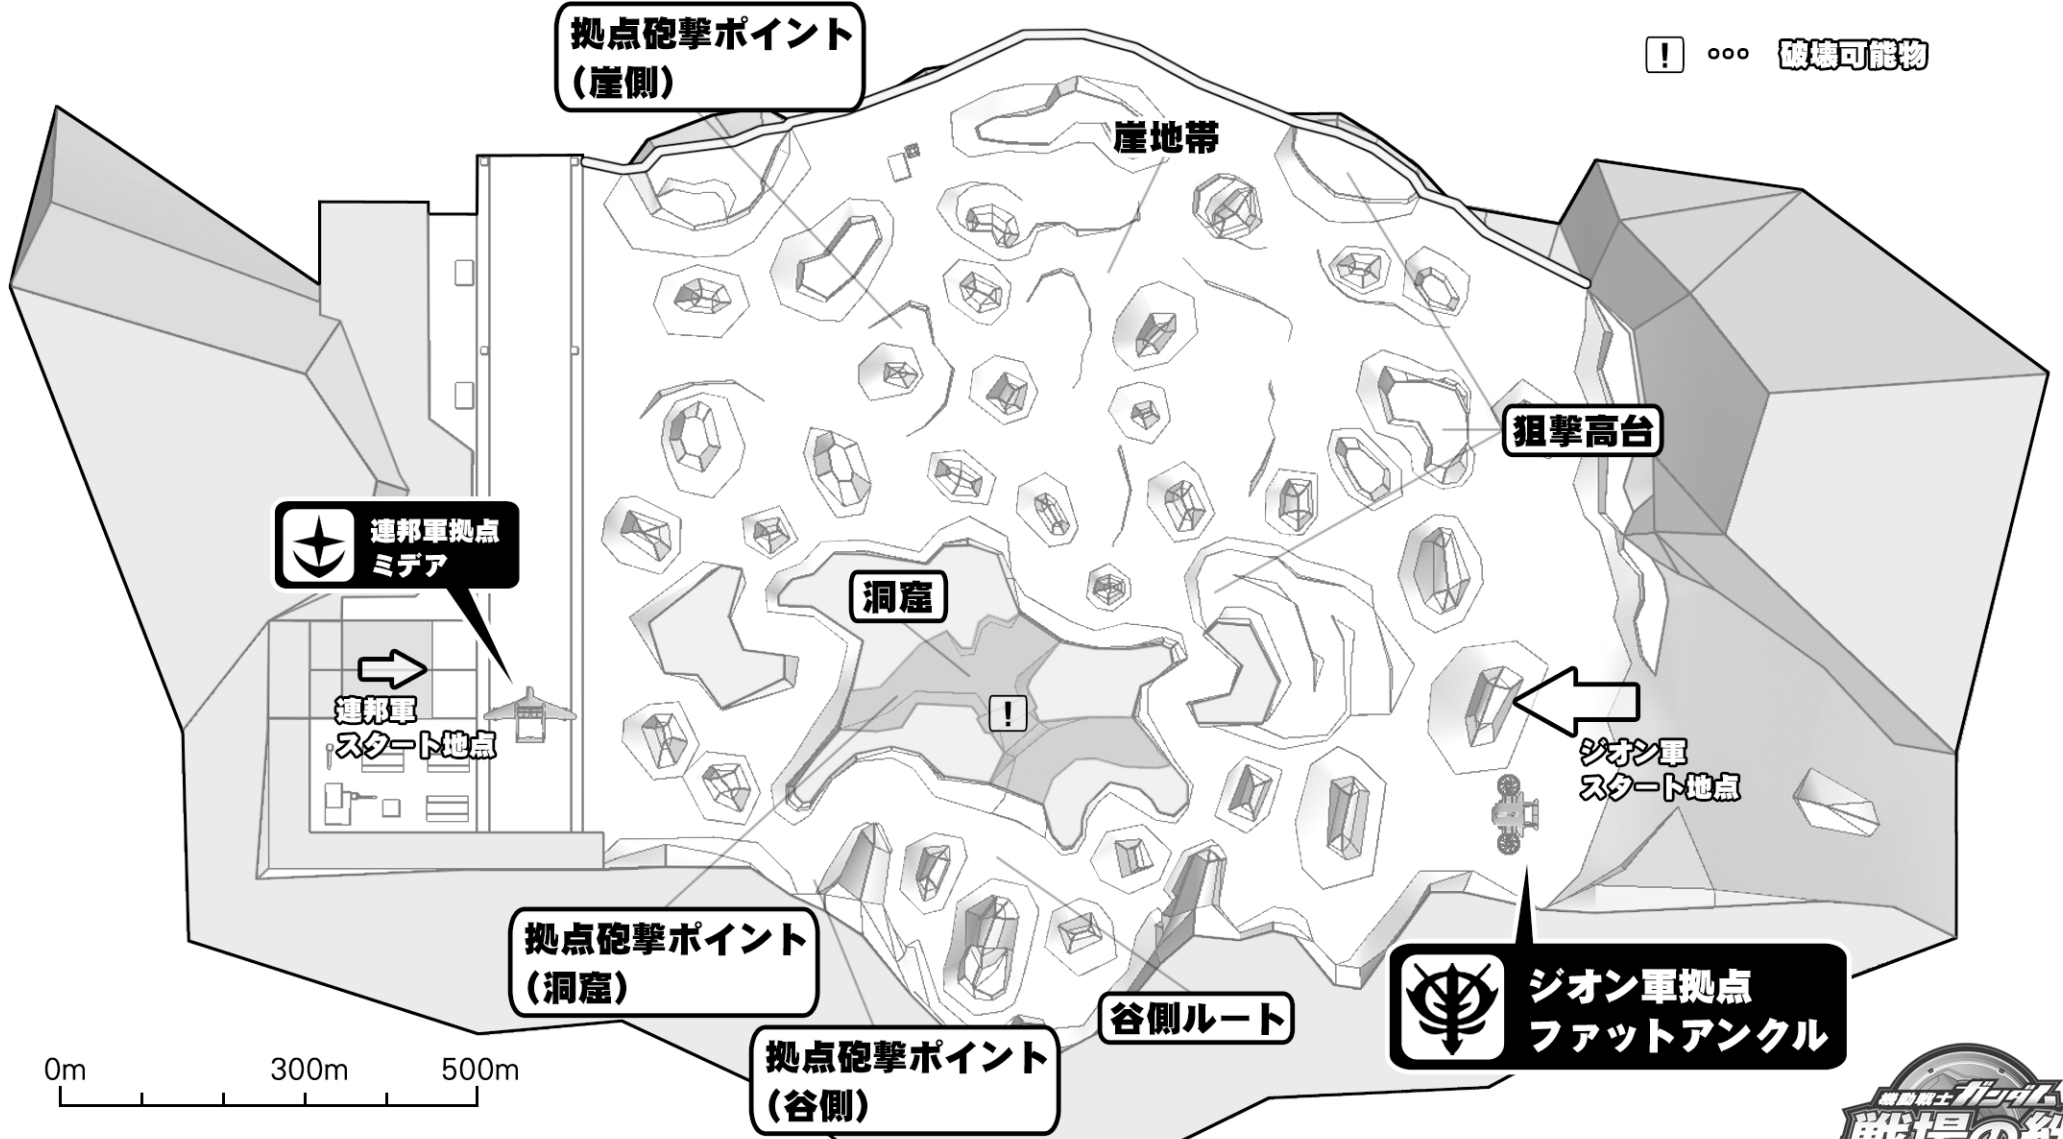 拠点砲撃ポイント
(崖側)
! °°° 破壊可能物
崖地帯
狙撃高台
連邦軍拠点
ミデア
洞窟
連邦軍
スタート地点
!
ジオン軍
スタート地点
拠点砲撃ポイント
(洞窟)
谷側ルート
ジオン軍拠点
ファットアンクル
拠点砲撃ポイント
(谷側)
0m 300m 500m
機動戦士ガンダム
戦場の絆